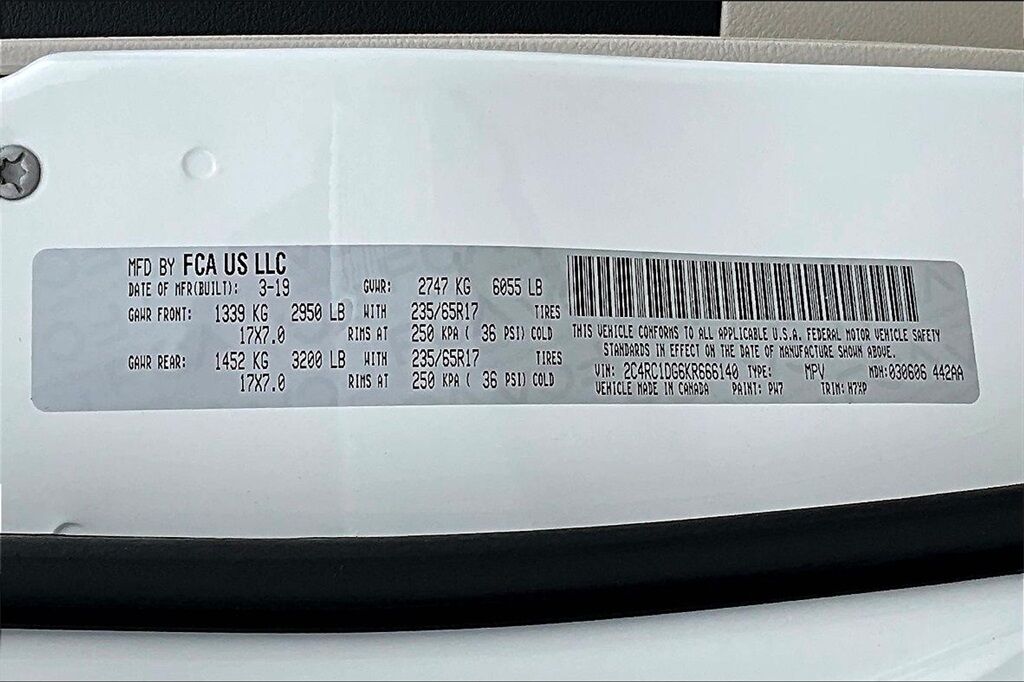 MFD BY FCA US LLC
DATE OF MFR(BUILT): 3-19 GVWR: 2747 KG 6055 LB
GAWR FRONT: 1339 KG 2950 LB WITH 235/65R17 TIRES
17X7.0 RIMS AT 250 KPA ( 36 PSI) COLD
GAWR REAR: 1452 KG 3200 LB WITH 235/65R17 TIRES
17X7.0 RIMS AT 250 KPA ( 36 PSI) COLD
THIS VEHICLE CONFORMS TO ALL APPLICABLE U.S.A. FEDERAL MOTOR VEHICLE SAFETY
STANDARDS IN EFFECT ON THE DATE OF MANUFACTURE SHOWN ABOVE.
VIN: 2C4RC1DG6KR666140 TYPE: MPV MDH:030606 442AA
VEHICLE MADE IN CANADA PAINT: PW7 TRIM: H7XP